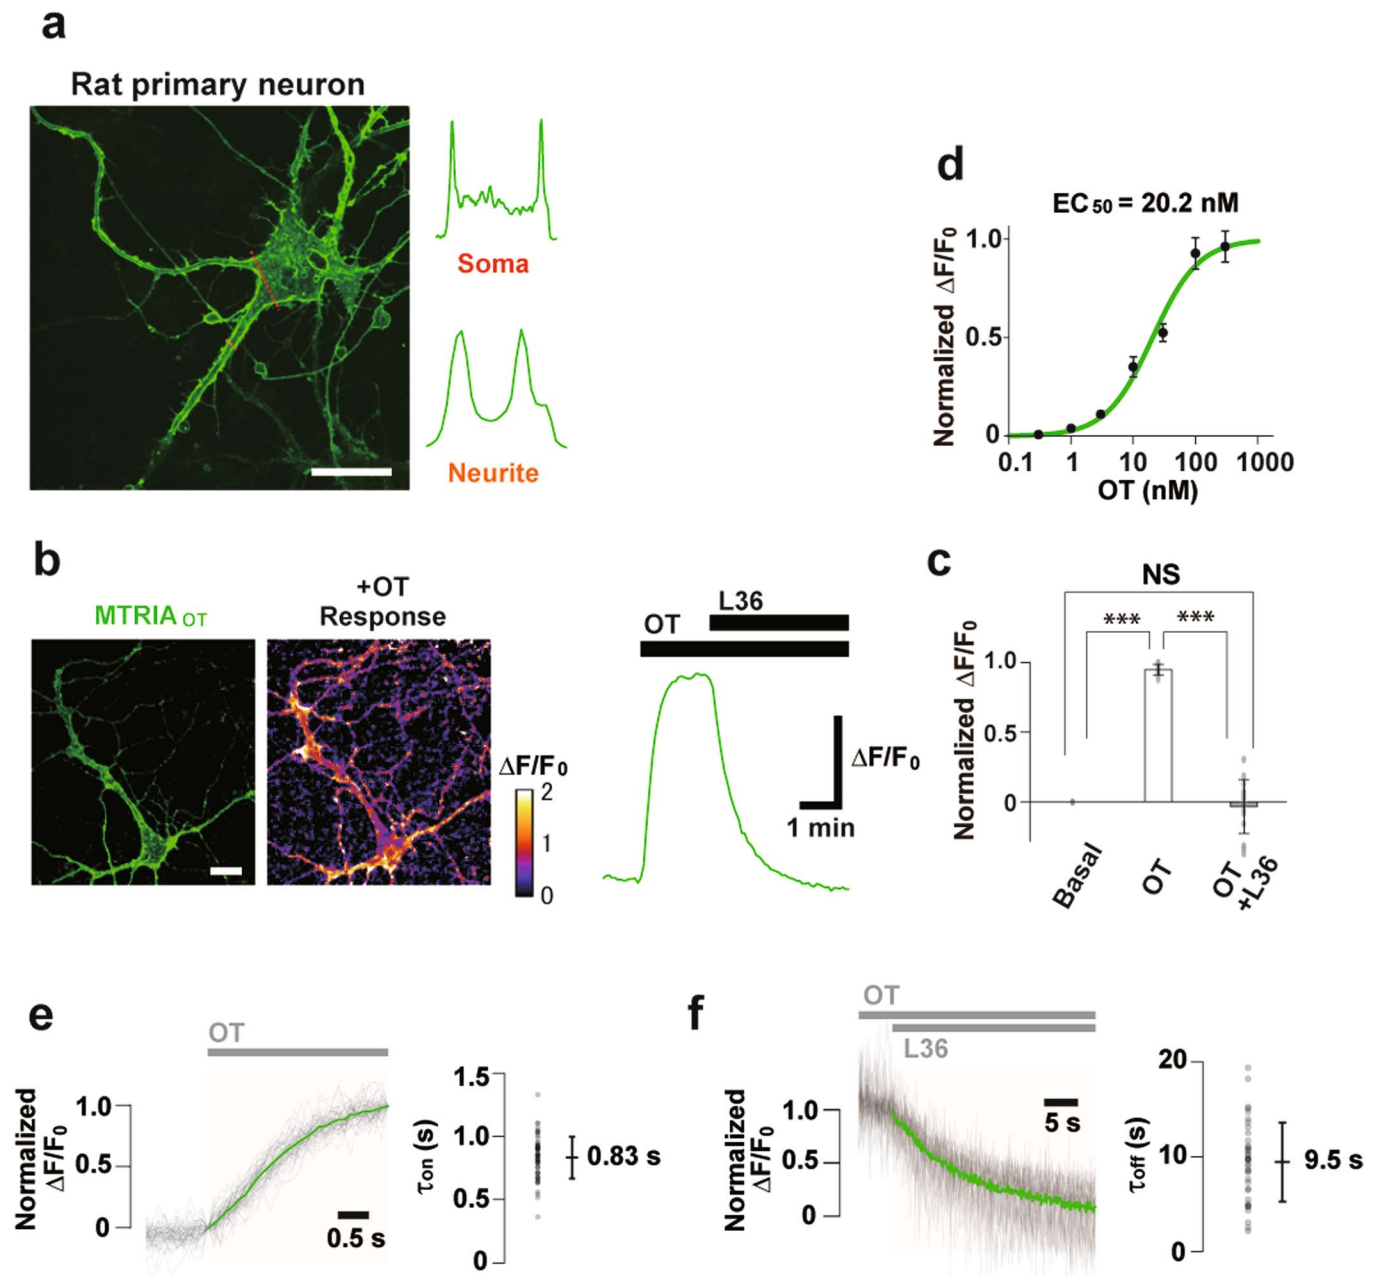 a
Rat primary neuron
Soma
Neurite
d
EC50 = 20.2 nM
Normalized ΔF/F0
1.0
0.5
0
0.1 1 10 100 1000
OT (nM)
b
MTRIA OT
+OT
Response
ΔF/F0
2
1
0
L36
OT
ΔF/F0
1 min
c
NS
*** ***
Normalized ΔF/F0
1.0
0.5
0
Basal
OT
OT
+L36
e
OT
Normalized
ΔF/F0
1.0
0.5
0
0.5 s
τon (s)
1.5
1.0
0.5
0
0.83 s
f
OT
L36
Normalized
ΔF/F0
1.0
0.5
0
5 s
τoff (s)
20
10
0
9.5 s